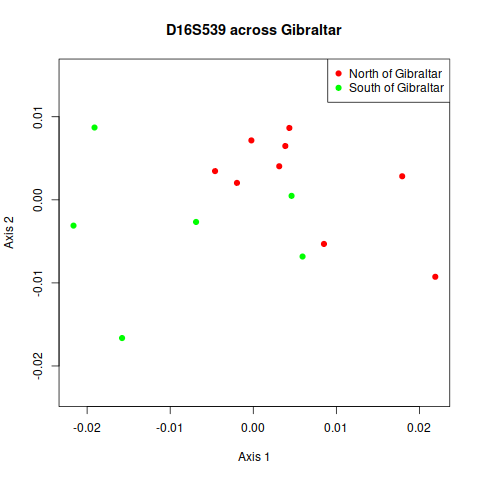 D16S539 across Gibraltar
North of Gibraltar
South of Gibraltar
0.01
0.00
-0.01
-0.02
Axis 2
-0.02 -0.01 0.00 0.01 0.02
Axis 1